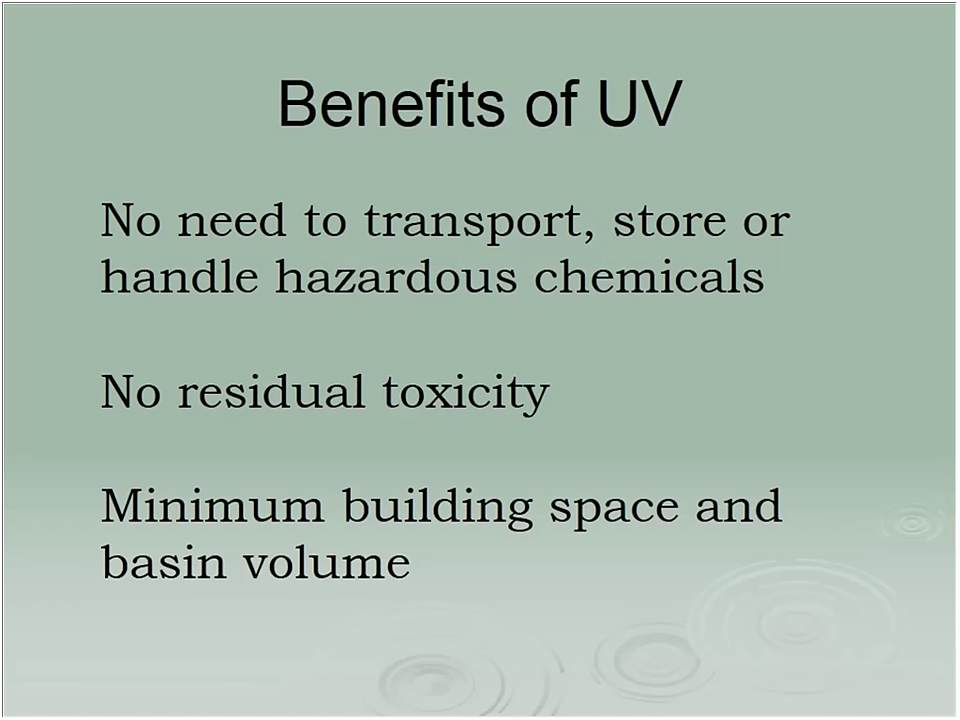 Benefits of UV
No need to transport, store or
handle hazardous chemicals
No residual toxicity
Minimum building space and
basin volume